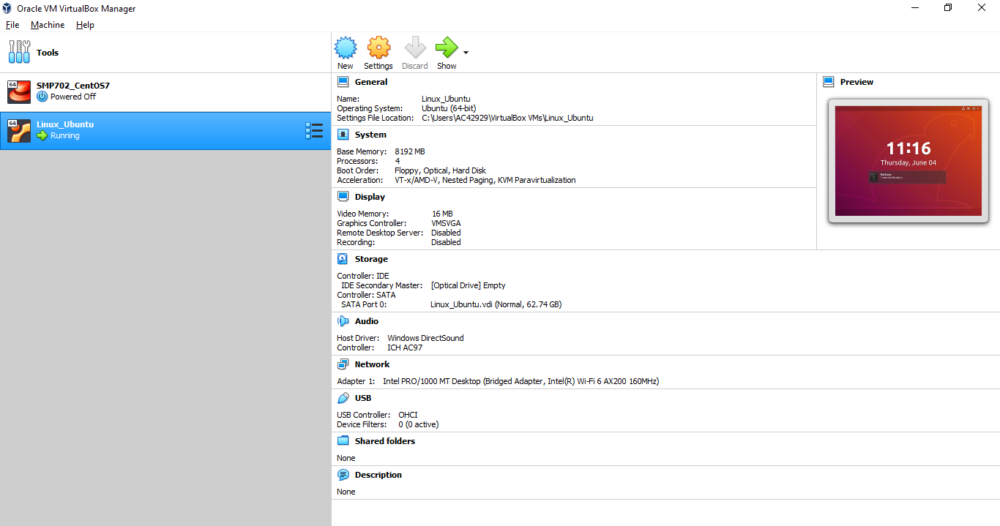 Oracle VM VirtualBox Manager
File Machine Help
Tools
New Settings Discard Show
64
SMP702_CentOS7
Powered Off
64
Linux_Ubuntu
Running
General
Name: Linux_Ubuntu
Operating System: Ubuntu (64-bit)
Settings File Location: C:\Users\AC42929\VirtualBox VMs\Linux_Ubuntu
System
Base Memory: 8192 MB
Processors: 4
Boot Order: Floppy, Optical, Hard Disk
Acceleration: VT-x/AMD-V, Nested Paging, KVM Paravirtualization
Display
Video Memory: 16 MB
Graphics Controller: VMSVGA
Remote Desktop Server: Disabled
Recording: Disabled
Preview
11:16
Thursday, June 04
Backups
1 new notification
Storage
Controller: IDE
IDE Secondary Master: [Optical Drive] Empty
Controller: SATA
SATA Port 0: Linux_Ubuntu.vdi (Normal, 62.74 GB)
Audio
Host Driver: Windows DirectSound
Controller: ICH AC97
Network
Adapter 1: Intel PRO/1000 MT Desktop (Bridged Adapter, Intel(R) Wi-Fi 6 AX200 160MHz)
USB
USB Controller: OHCI
Device Filters: 0 (0 active)
Shared folders
None
Description
None